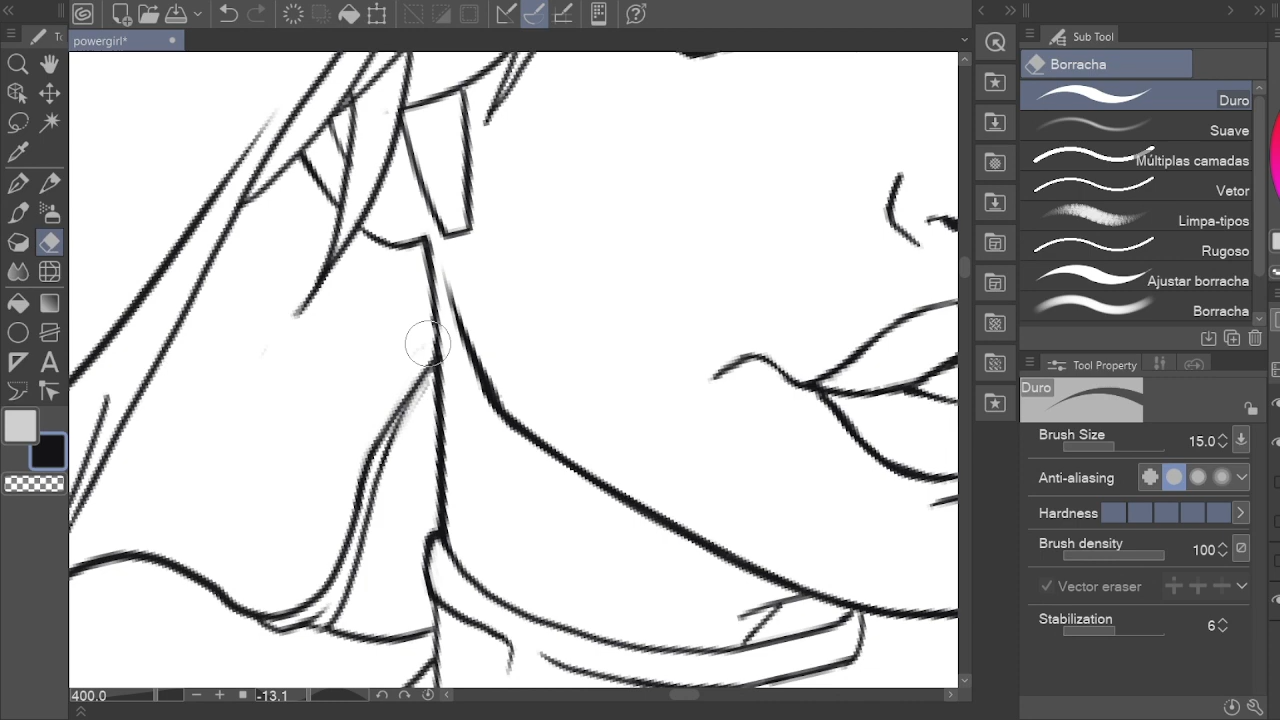 powergirl*
Sub Tool
Borracha
Duro
Suave
Múltiplas camadas
Vetor
Limpa-tipos
Rugoso
Ajustar borracha
Borracha
Tool Property
Duro
Brush Size 15.0
Anti-aliasing
Hardness
Brush density 100
Vector eraser
Stabilization 6
400.0 -13.1